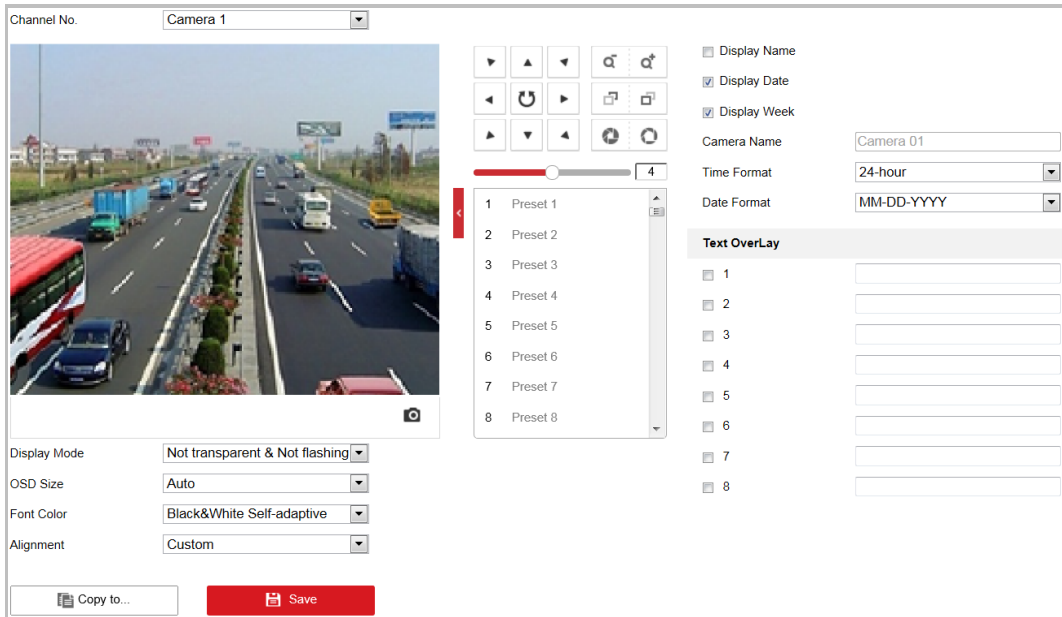 Channel No. Camera 1
Display Name
Display Date
Display Week
Camera Name Camera 01
Time Format 24-hour
Date Format MM-DD-YYYY
4
1 Preset 1
2 Preset 2
3 Preset 3
4 Preset 4
5 Preset 5
6 Preset 6
7 Preset 7
8 Preset 8
Text OverLay
1
2
3
4
5
6
7
8
Display Mode Not transparent & Not flashing
OSD Size Auto
Font Color Black&White Self-adaptive
Alignment Custom
Copy to... Save